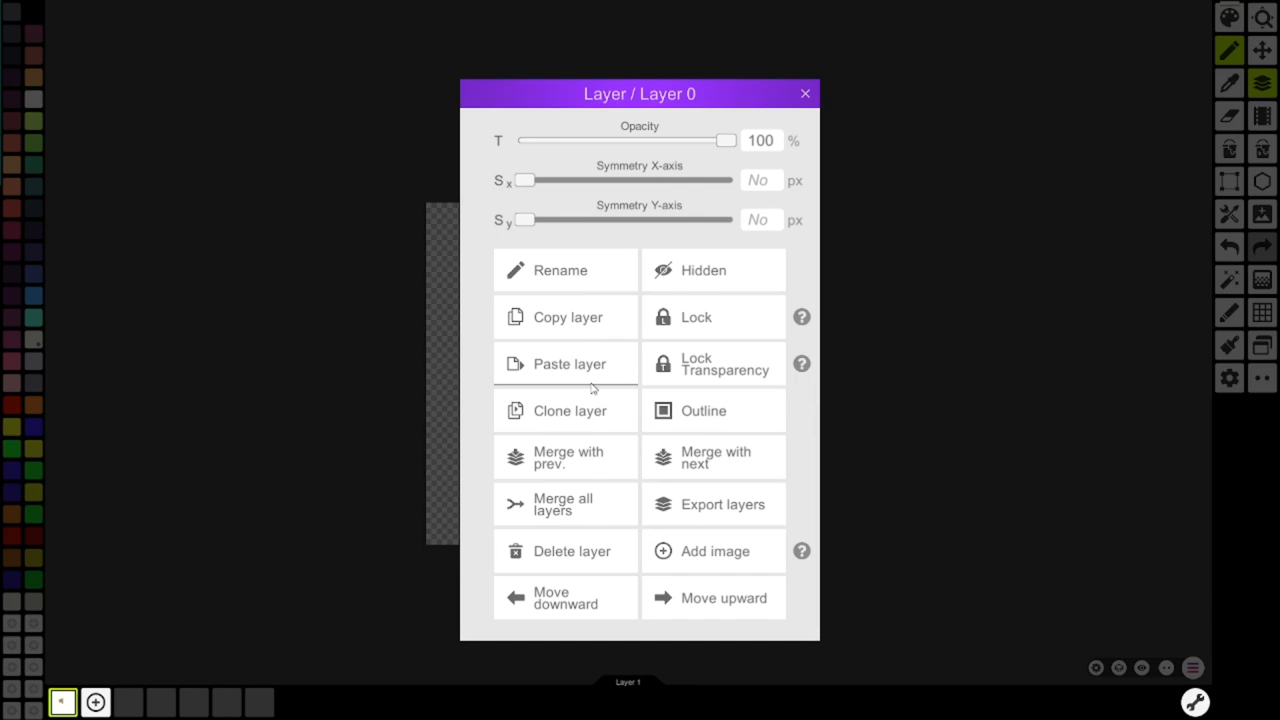 Layer / Layer 0
Opacity
T 100 %
Symmetry X-axis
Sx No px
Symmetry Y-axis
Sy No px
Rename Hidden
Copy layer Lock ?
Paste layer Lock Transparency ?
Clone layer Outline
Merge with prev. Merge with next
Merge all layers Export layers
Delete layer Add image ?
Move downward Move upward
Layer 1